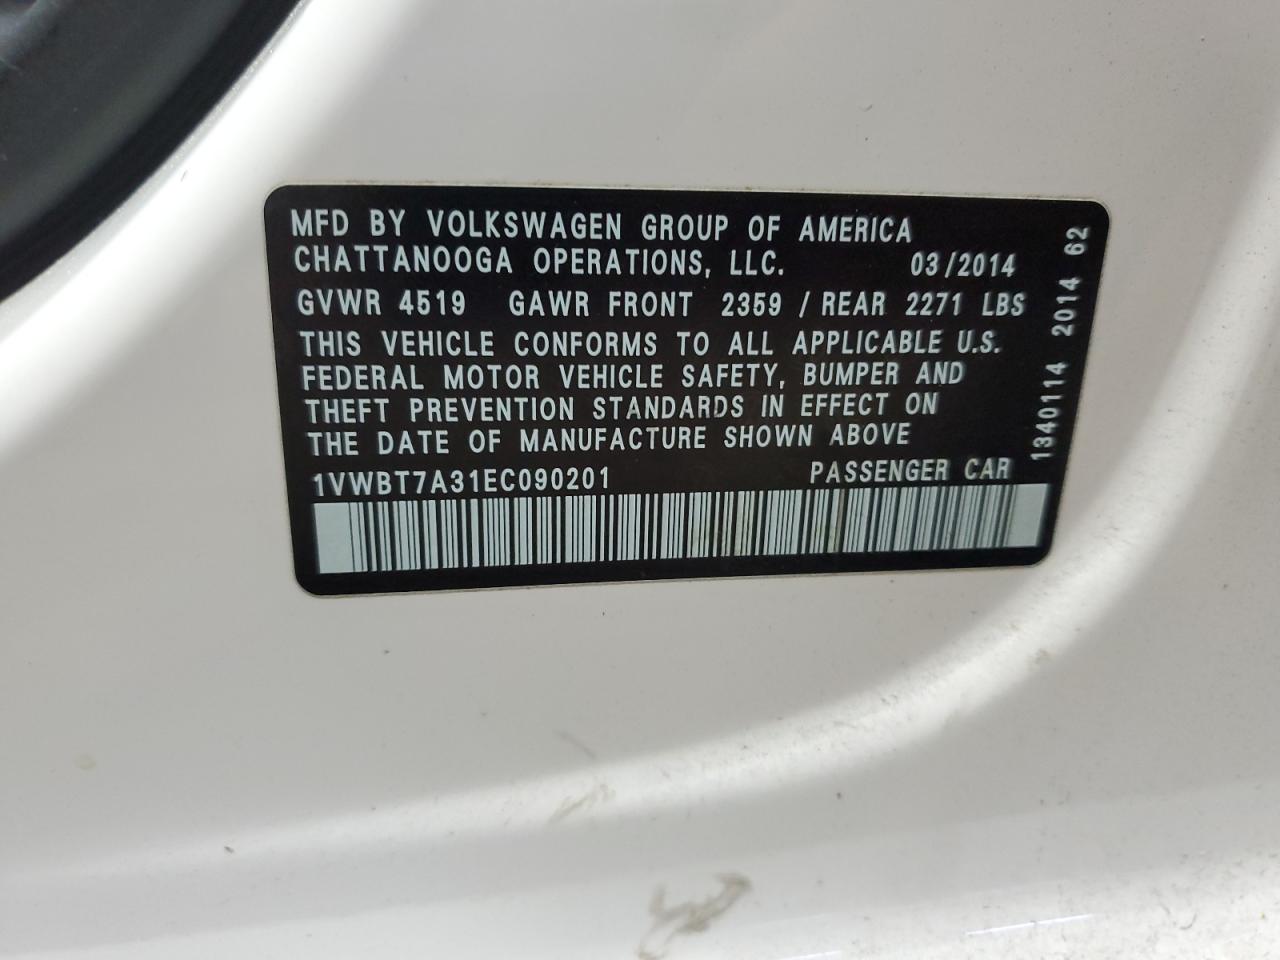 MFD BY VOLKSWAGEN GROUP OF AMERICA
CHATTANOOGA OPERATIONS, LLC. 03/2014
GVWR 4519 GAWR FRONT 2359 / REAR 2271 LBS
THIS VEHICLE CONFORMS TO ALL APPLICABLE U.S.
FEDERAL MOTOR VEHICLE SAFETY, BUMPER AND
THEFT PREVENTION STANDARDS IN EFFECT ON
THE DATE OF MANUFACTURE SHOWN ABOVE
1VWBT7A31EC090201 PASSENGER CAR
1340114 2014 62